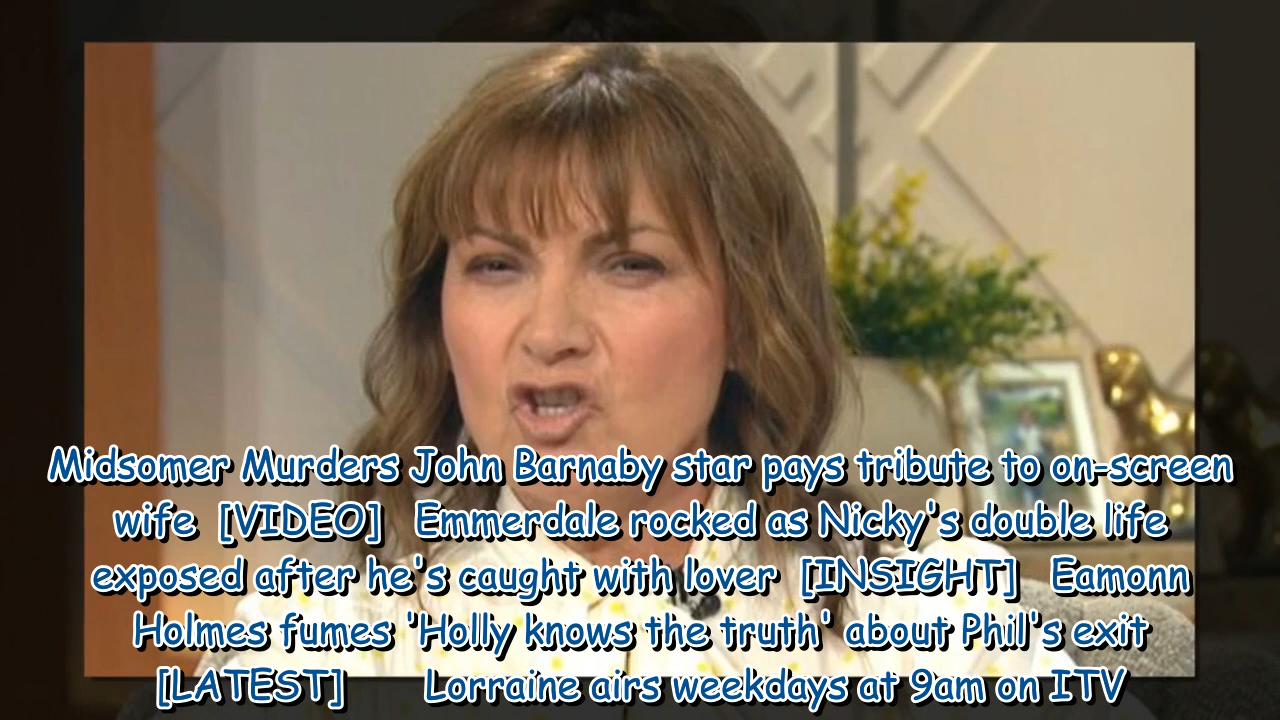 Midsomer Murders John Barnaby star pays tribute to on-screen
wife [VIDEO] Emmerdale rocked as Nicky's double life
exposed after he's caught with lover [INSIGHT] Eamonn
Holmes fumes 'Holly knows the truth' about Phil's exit
[LATEST] Lorraine airs weekdays at 9am on ITV